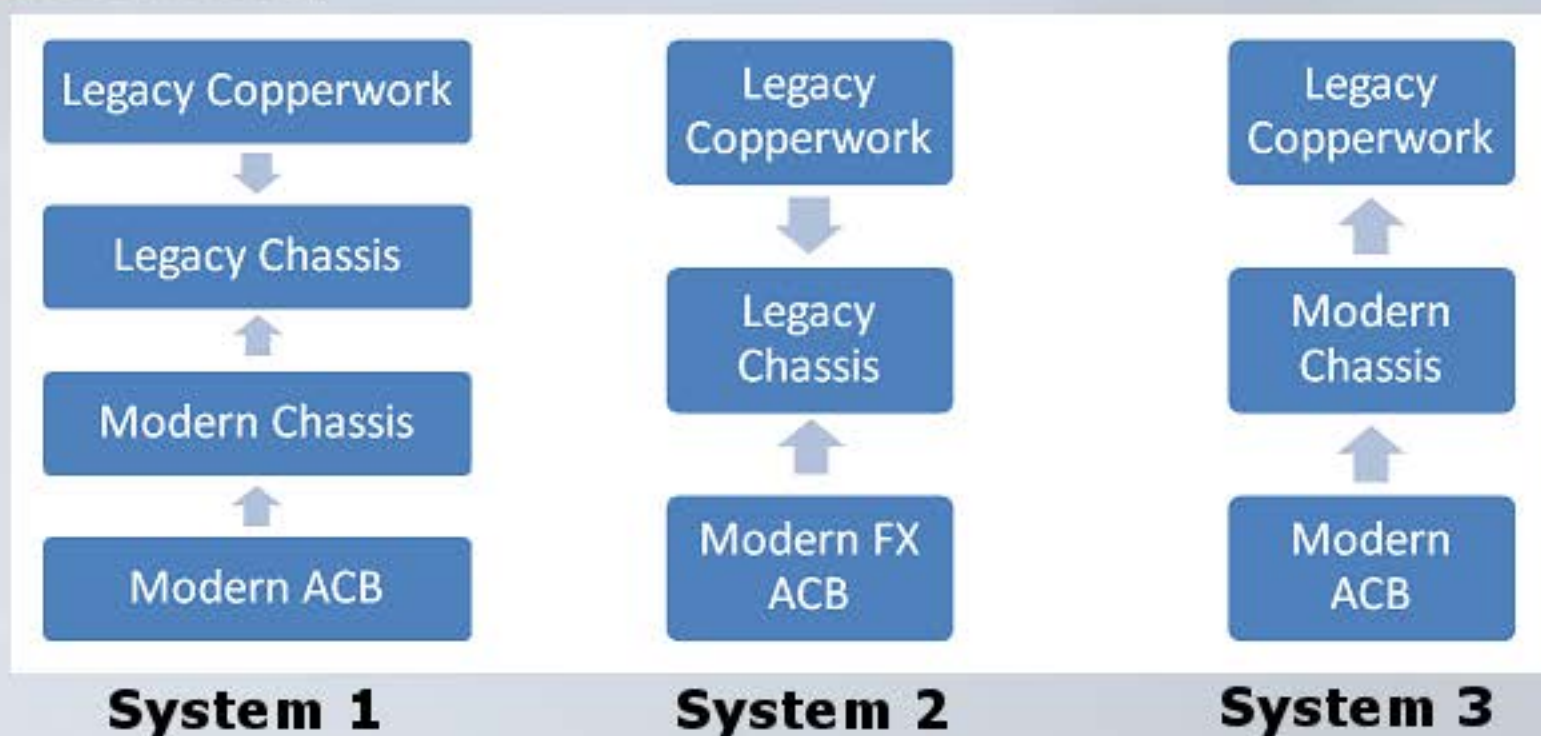 Legacy Copperwork
Legacy Chassis
Modern Chassis
Modern ACB
System 1
Legacy
Copperwork
Legacy
Chassis
Modern FX
ACB
System 2
Legacy
Copperwork
Modern
Chassis
Modern
ACB
System 3